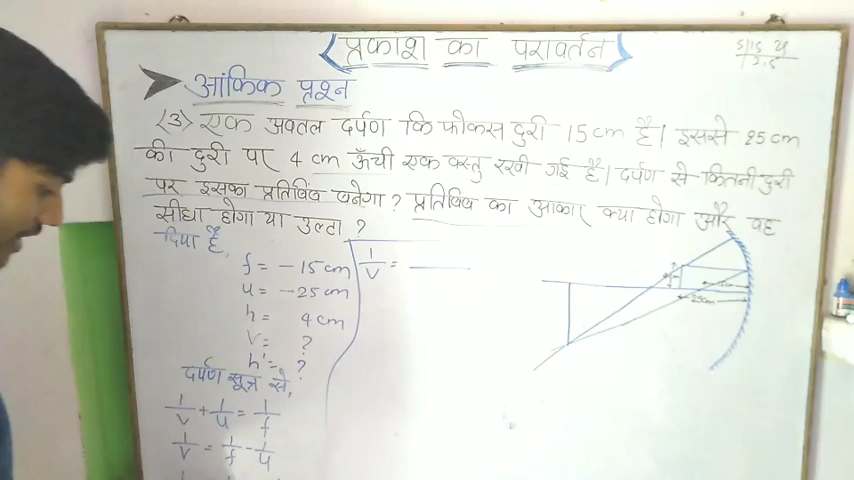 प्रकाश का परावर्तन
आंकिक प्रश्न
(3) एक अवतल दर्पण कि फोकस दुरी 15 cm है। इससे 25 cm
की दुरी पर 4 cm ऊँची एक वस्तु रखी गई है। दर्पण से कितनी दुरी
पर इसका प्रतिबिंब बनेगा? प्रतिबिंब का आकार क्या होगा और वह
सीधा होगा या उल्टा?
दिया है,
f = -15 cm
u = -25 cm
h = 4 cm
v = ?
h' = ?
दर्पण सूत्र से,
1/v + 1/u = 1/f
1/v = 1/f - 1/u
1/v =
25cm